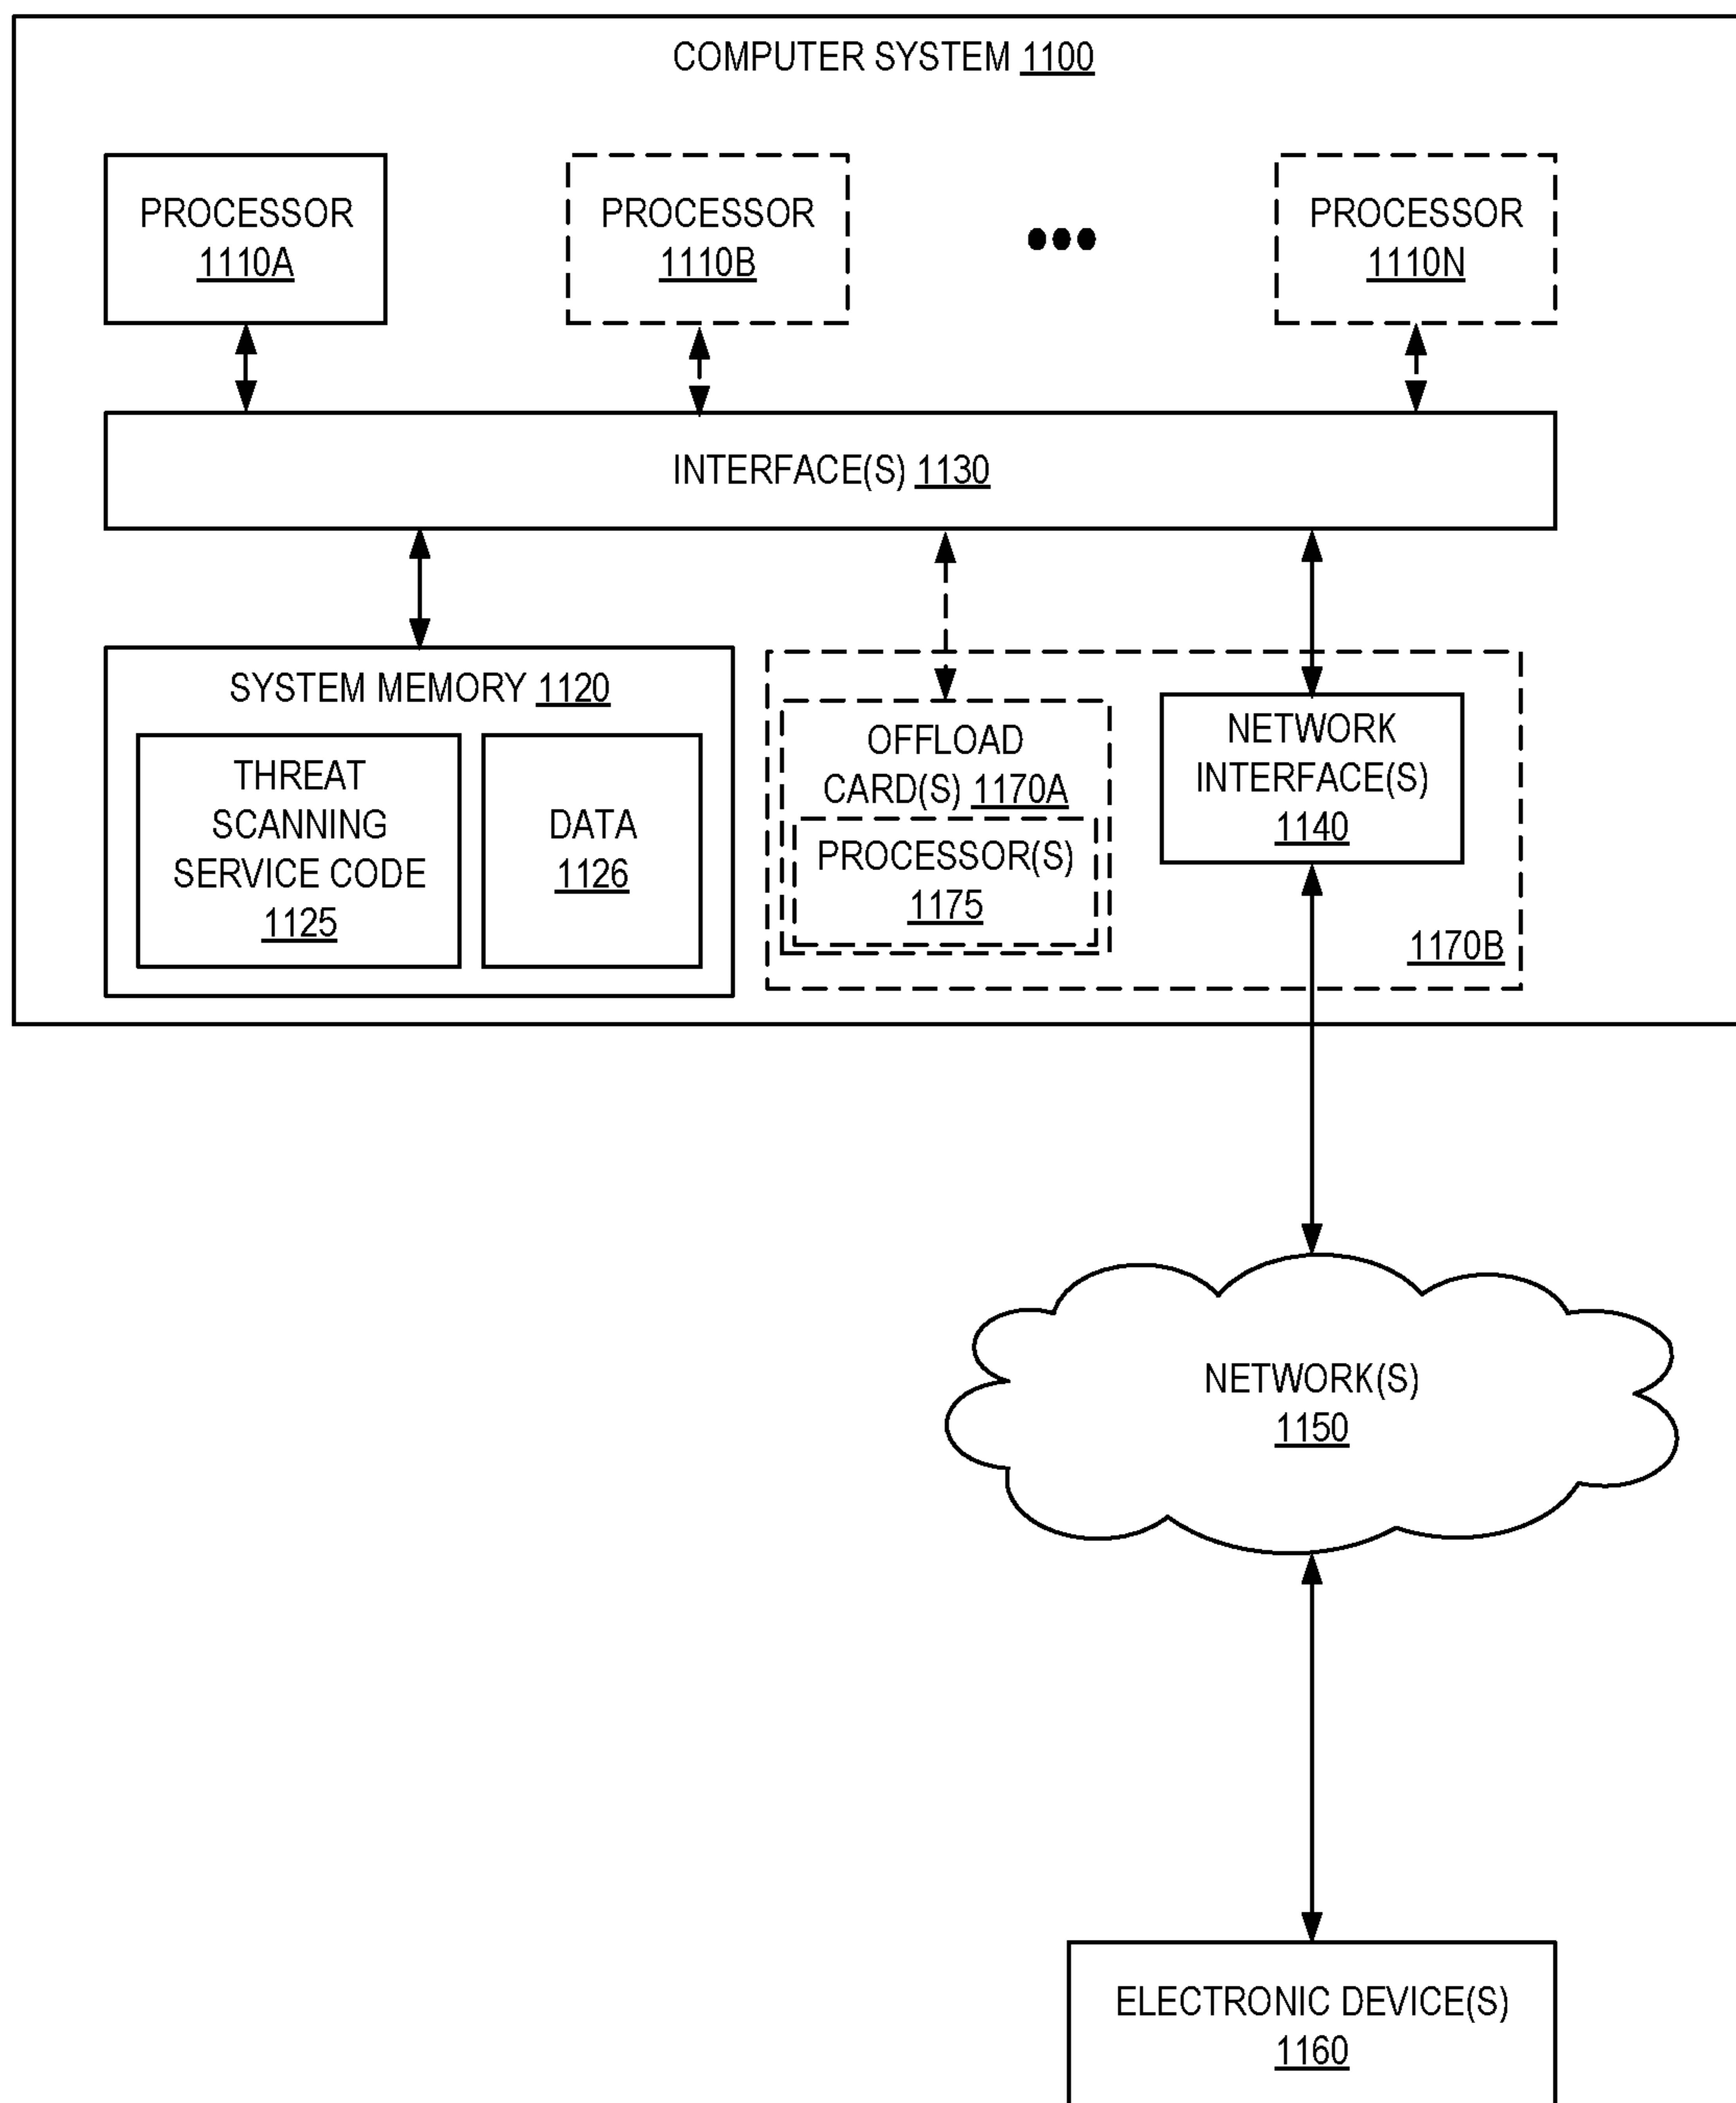 COMPUTER SYSTEM 1100
PROCESSOR
1110A
PROCESSOR
1110B
PROCESSOR
1110N
INTERFACE(S) 1130
SYSTEM MEMORY 1120
THREAT
SCANNING
SERVICE CODE
1125
DATA
1126
OFFLOAD
CARD(S) 1170A
PROCESSOR(S)
1175
NETWORK
INTERFACE(S)
1140
1170B
NETWORK(S)
1150
ELECTRONIC DEVICE(S)
1160